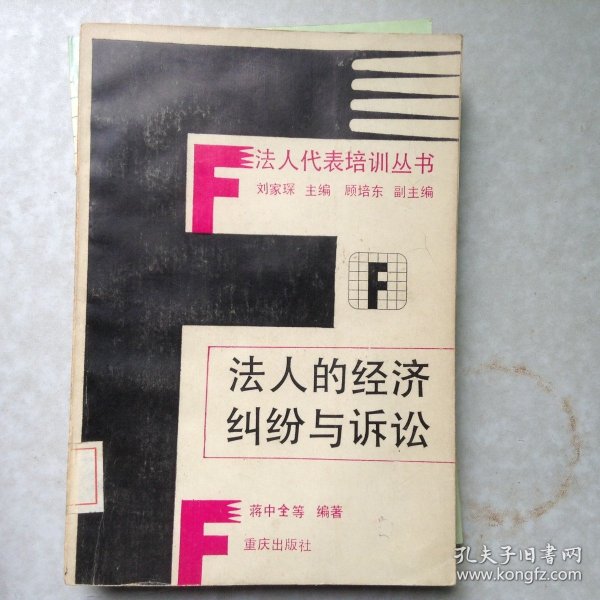 法人代表培训丛书
刘家琛 主编 顾培东 副主编
F
法人的经济
纠纷与诉讼
蒋中全等 编著
重庆出版社
孔夫子旧书网
www.kongfz.com